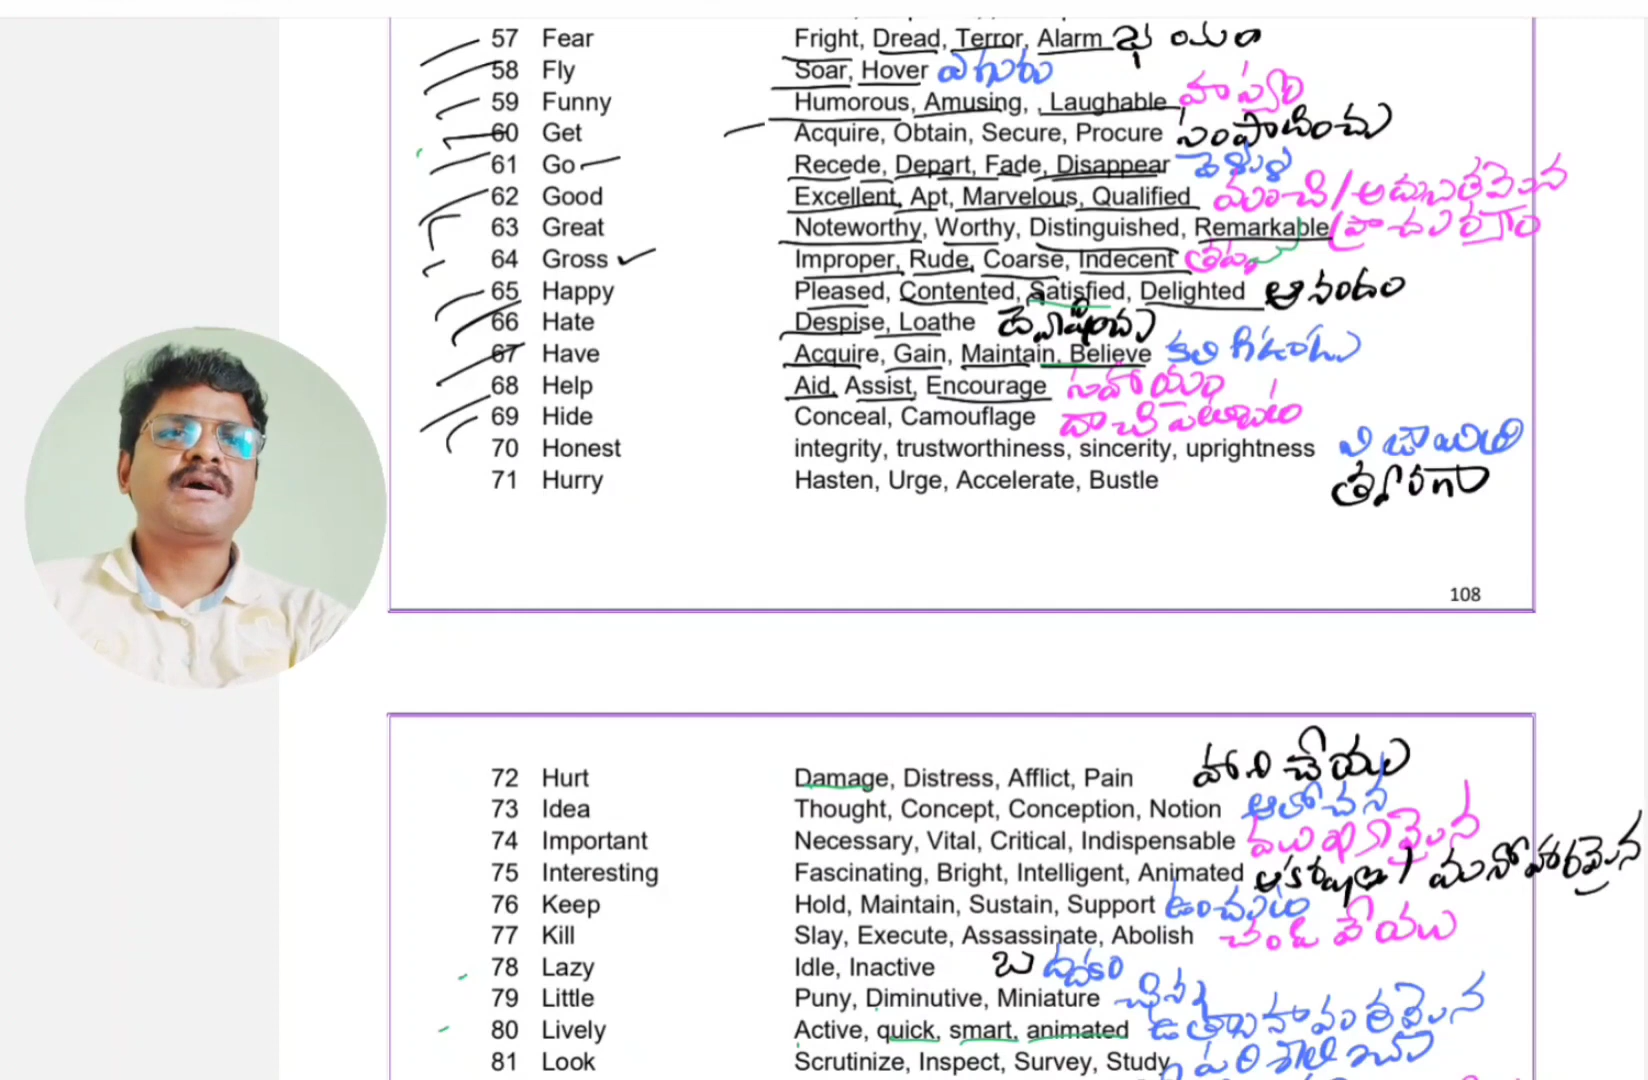 57 Fear Fright, Dread, Terror, Alarm భయం
58 Fly Soar, Hover ఎగురు
59 Funny Humorous, Amusing, , Laughable హాస్యం
60 Get Acquire, Obtain, Secure, Procure సంపాదించు
61 Go Recede, Depart, Fade, Disappear
62 Good Excellent, Apt, Marvelous, Qualified మంచి/అద్భుతమైన
63 Great Noteworthy, Worthy, Distinguished, Remarkable
64 Gross Improper, Rude, Coarse, Indecent తప్పు
65 Happy Pleased, Contented, Satisfied, Delighted ఆనందం
66 Hate Despise, Loathe ద్వేషించు
67 Have Acquire, Gain, Maintain, Believe
68 Help Aid, Assist, Encourage సహాయం
69 Hide Conceal, Camouflage
70 Honest integrity, trustworthiness, sincerity, uprightness నిజాయితీ
71 Hurry Hasten, Urge, Accelerate, Bustle త్వరగా
108
72 Hurt Damage, Distress, Afflict, Pain హాని చేయు
73 Idea Thought, Concept, Conception, Notion ఆలోచన
74 Important Necessary, Vital, Critical, Indispensable ముఖ్యమైన
75 Interesting Fascinating, Bright, Intelligent, Animated మనోహరమైన
76 Keep Hold, Maintain, Sustain, Support ఉంచుట
77 Kill Slay, Execute, Assassinate, Abolish
78 Lazy Idle, Inactive బద్దకం
79 Little Puny, Diminutive, Miniature చిన్న
80 Lively Active, quick, smart, animated
81 Look Scrutinize, Inspect, Survey, Study